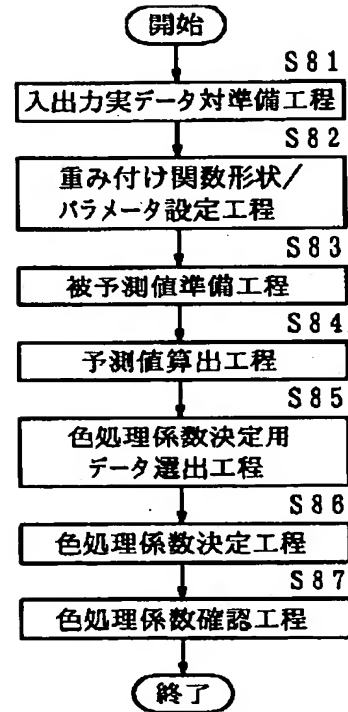 開始
S81
入出力実データ対準備工程
S82
重み付け関数形状/
パラメータ設定工程
S83
被予測値準備工程
S84
予測値算出工程
S85
色処理係数決定用
データ選出工程
S86
色処理係数決定工程
S87
色処理係数確認工程
終了